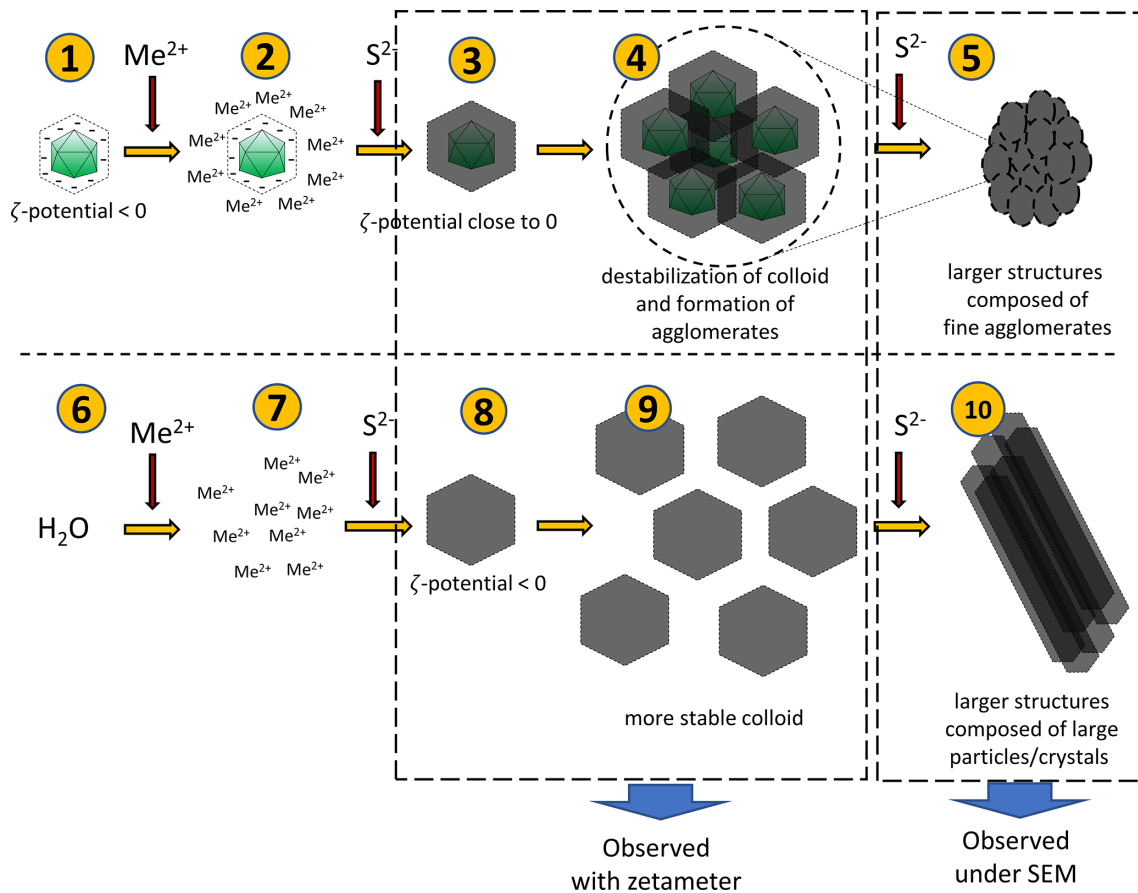 1
Me²⁺
2
S²⁻
3
4
S²⁻
5
Me²⁺
Me²⁺
Me²⁺
Me²⁺
Me²⁺
Me²⁺
Me²⁺
Me²⁺
Me²⁺
Me²⁺
ζ-potential < 0
ζ-potential close to 0
destabilization of colloid
and formation of
agglomerates
larger structures
composed of
fine agglomerates
6
Me²⁺
7
S²⁻
8
9
S²⁻
10
H₂O
Me²⁺
Me²⁺
Me²⁺
Me²⁺
Me²⁺
Me²⁺
Me²⁺
Me²⁺
Me²⁺
ζ-potential < 0
more stable colloid
larger structures
composed of large
particles/crystals
Observed
with zetameter
Observed
under SEM